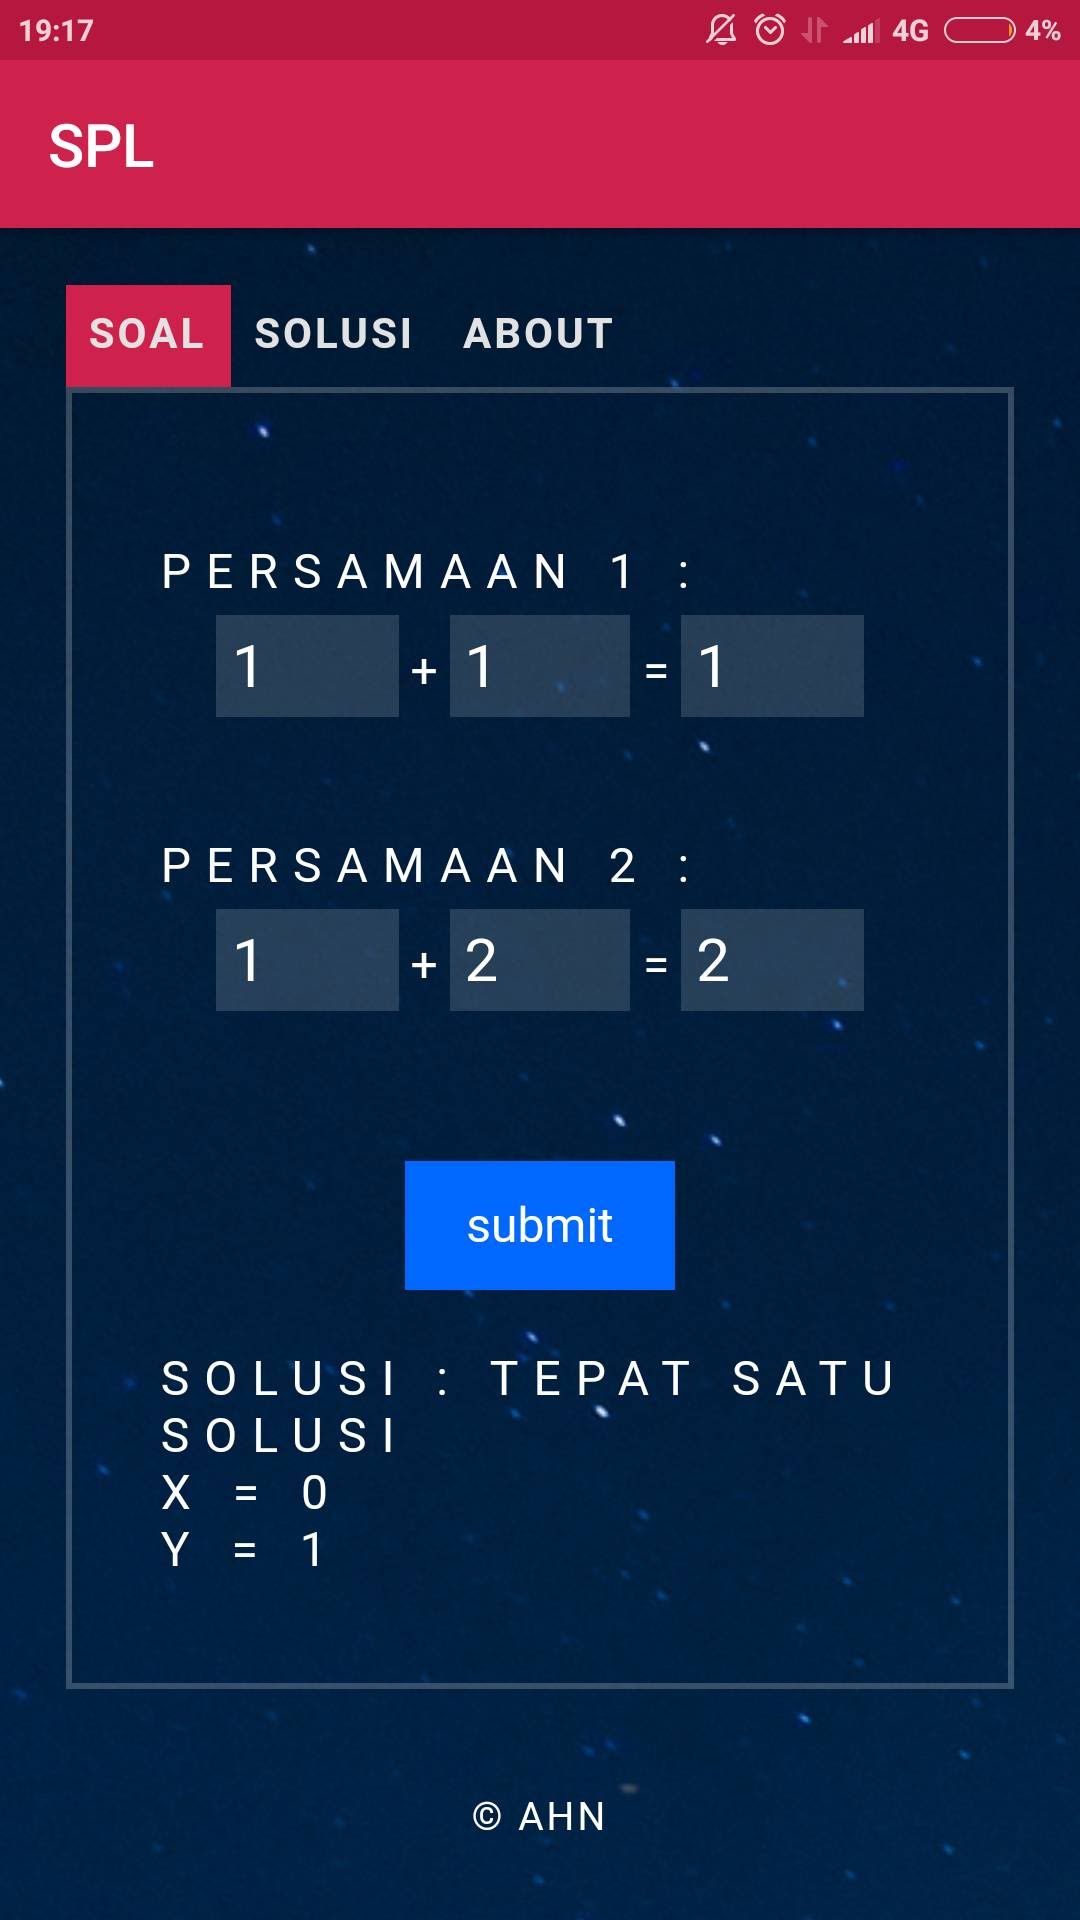 19:17 4G 4%
SPL
SOAL SOLUSI ABOUT
PERSAMAAN 1 :
1 + 1 = 1
PERSAMAAN 2 :
1 + 2 = 2
submit
SOLUSI : TEPAT SATU
SOLUSI
X = 0
Y = 1
© AHN